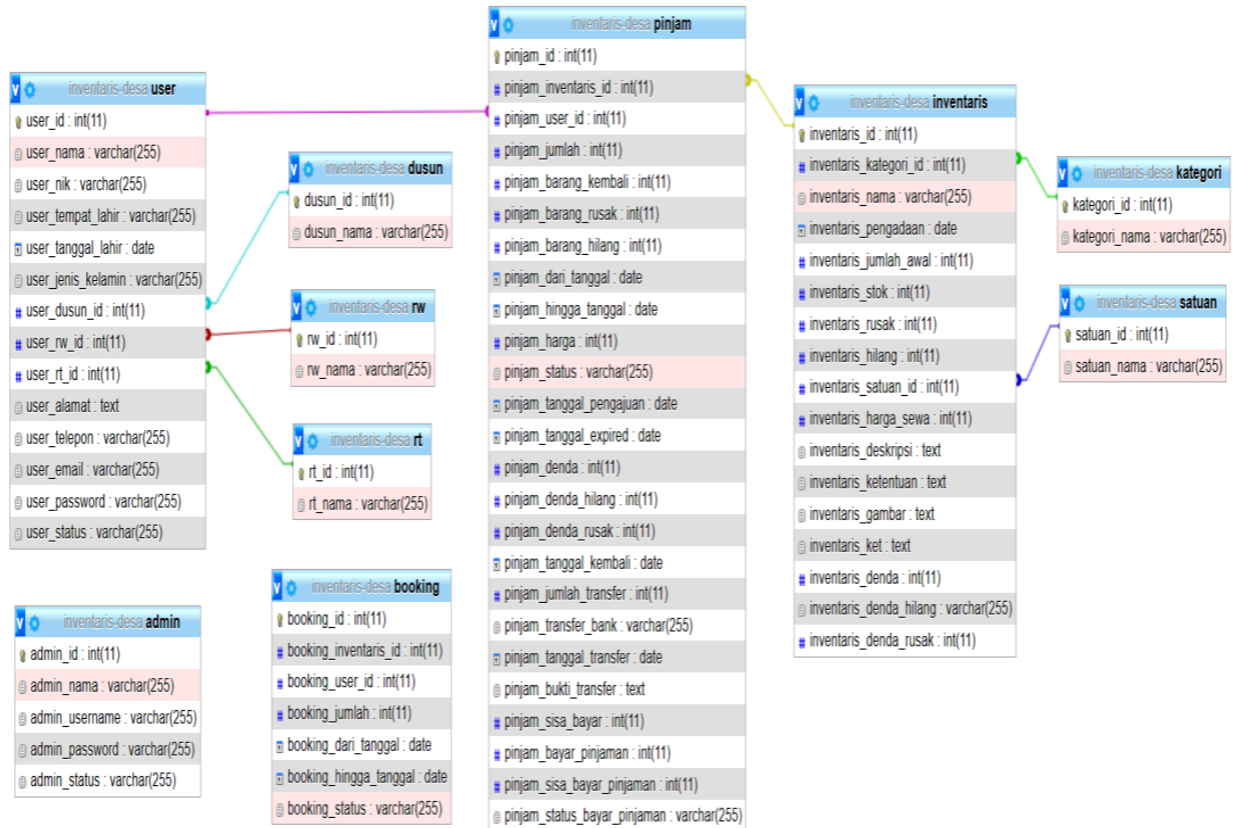 inventaris-desa user
user_id : int(11)
user_nama : varchar(255)
user_nik : varchar(255)
user_tempat_lahir : varchar(255)
user_tanggal_lahir : date
user_jenis_kelamin : varchar(255)
user_dusun_id : int(11)
user_rw_id : int(11)
user_rt_id : int(11)
user_alamat : text
user_telepon : varchar(255)
user_email : varchar(255)
user_password : varchar(255)
user_status : varchar(255)
inventaris-desa admin
admin_id : int(11)
admin_nama : varchar(255)
admin_username : varchar(255)
admin_password : varchar(255)
admin_status : varchar(255)
inventaris-desa dusun
dusun_id : int(11)
dusun_nama : varchar(255)
inventaris-desa rw
rw_id : int(11)
rw_nama : varchar(255)
inventaris-desa rt
rt_id : int(11)
rt_nama : varchar(255)
inventaris-desa booking
booking_id : int(11)
booking_inventaris_id : int(11)
booking_user_id : int(11)
booking_jumlah : int(11)
booking_dari_tanggal : date
booking_hingga_tanggal : date
booking_status : varchar(255)
inventaris-desa pinjam
pinjam_id : int(11)
pinjam_inventaris_id : int(11)
pinjam_user_id : int(11)
pinjam_jumlah : int(11)
pinjam_barang_kembali : int(11)
pinjam_barang_rusak : int(11)
pinjam_barang_hilang : int(11)
pinjam_dari_tanggal : date
pinjam_hingga_tanggal : date
pinjam_harga : int(11)
pinjam_status : varchar(255)
pinjam_tanggal_pengajuan : date
pinjam_tanggal_expired : date
pinjam_denda : int(11)
pinjam_denda_hilang : int(11)
pinjam_denda_rusak : int(11)
pinjam_tanggal_kembali : date
pinjam_jumlah_transfer : int(11)
pinjam_transfer_bank : varchar(255)
pinjam_tanggal_transfer : date
pinjam_bukti_transfer : text
pinjam_sisa_bayar : int(11)
pinjam_bayar_pinjaman : int(11)
pinjam_sisa_bayar_pinjaman : int(11)
pinjam_status_bayar_pinjaman : varchar(255)
inventaris-desa inventaris
inventaris_id : int(11)
inventaris_kategori_id : int(11)
inventaris_nama : varchar(255)
inventaris_pengadaan : date
inventaris_jumlah_awal : int(11)
inventaris_stok : int(11)
inventaris_rusak : int(11)
inventaris_hilang : int(11)
inventaris_satuan_id : int(11)
inventaris_harga_sewa : int(11)
inventaris_deskripsi : text
inventaris_ketentuan : text
inventaris_gambar : text
inventaris_ket : text
inventaris_denda : int(11)
inventaris_denda_hilang : varchar(255)
inventaris_denda_rusak : int(11)
inventaris-desa kategori
kategori_id : int(11)
kategori_nama : varchar(255)
inventaris-desa satuan
satuan_id : int(11)
satuan_nama : varchar(255)